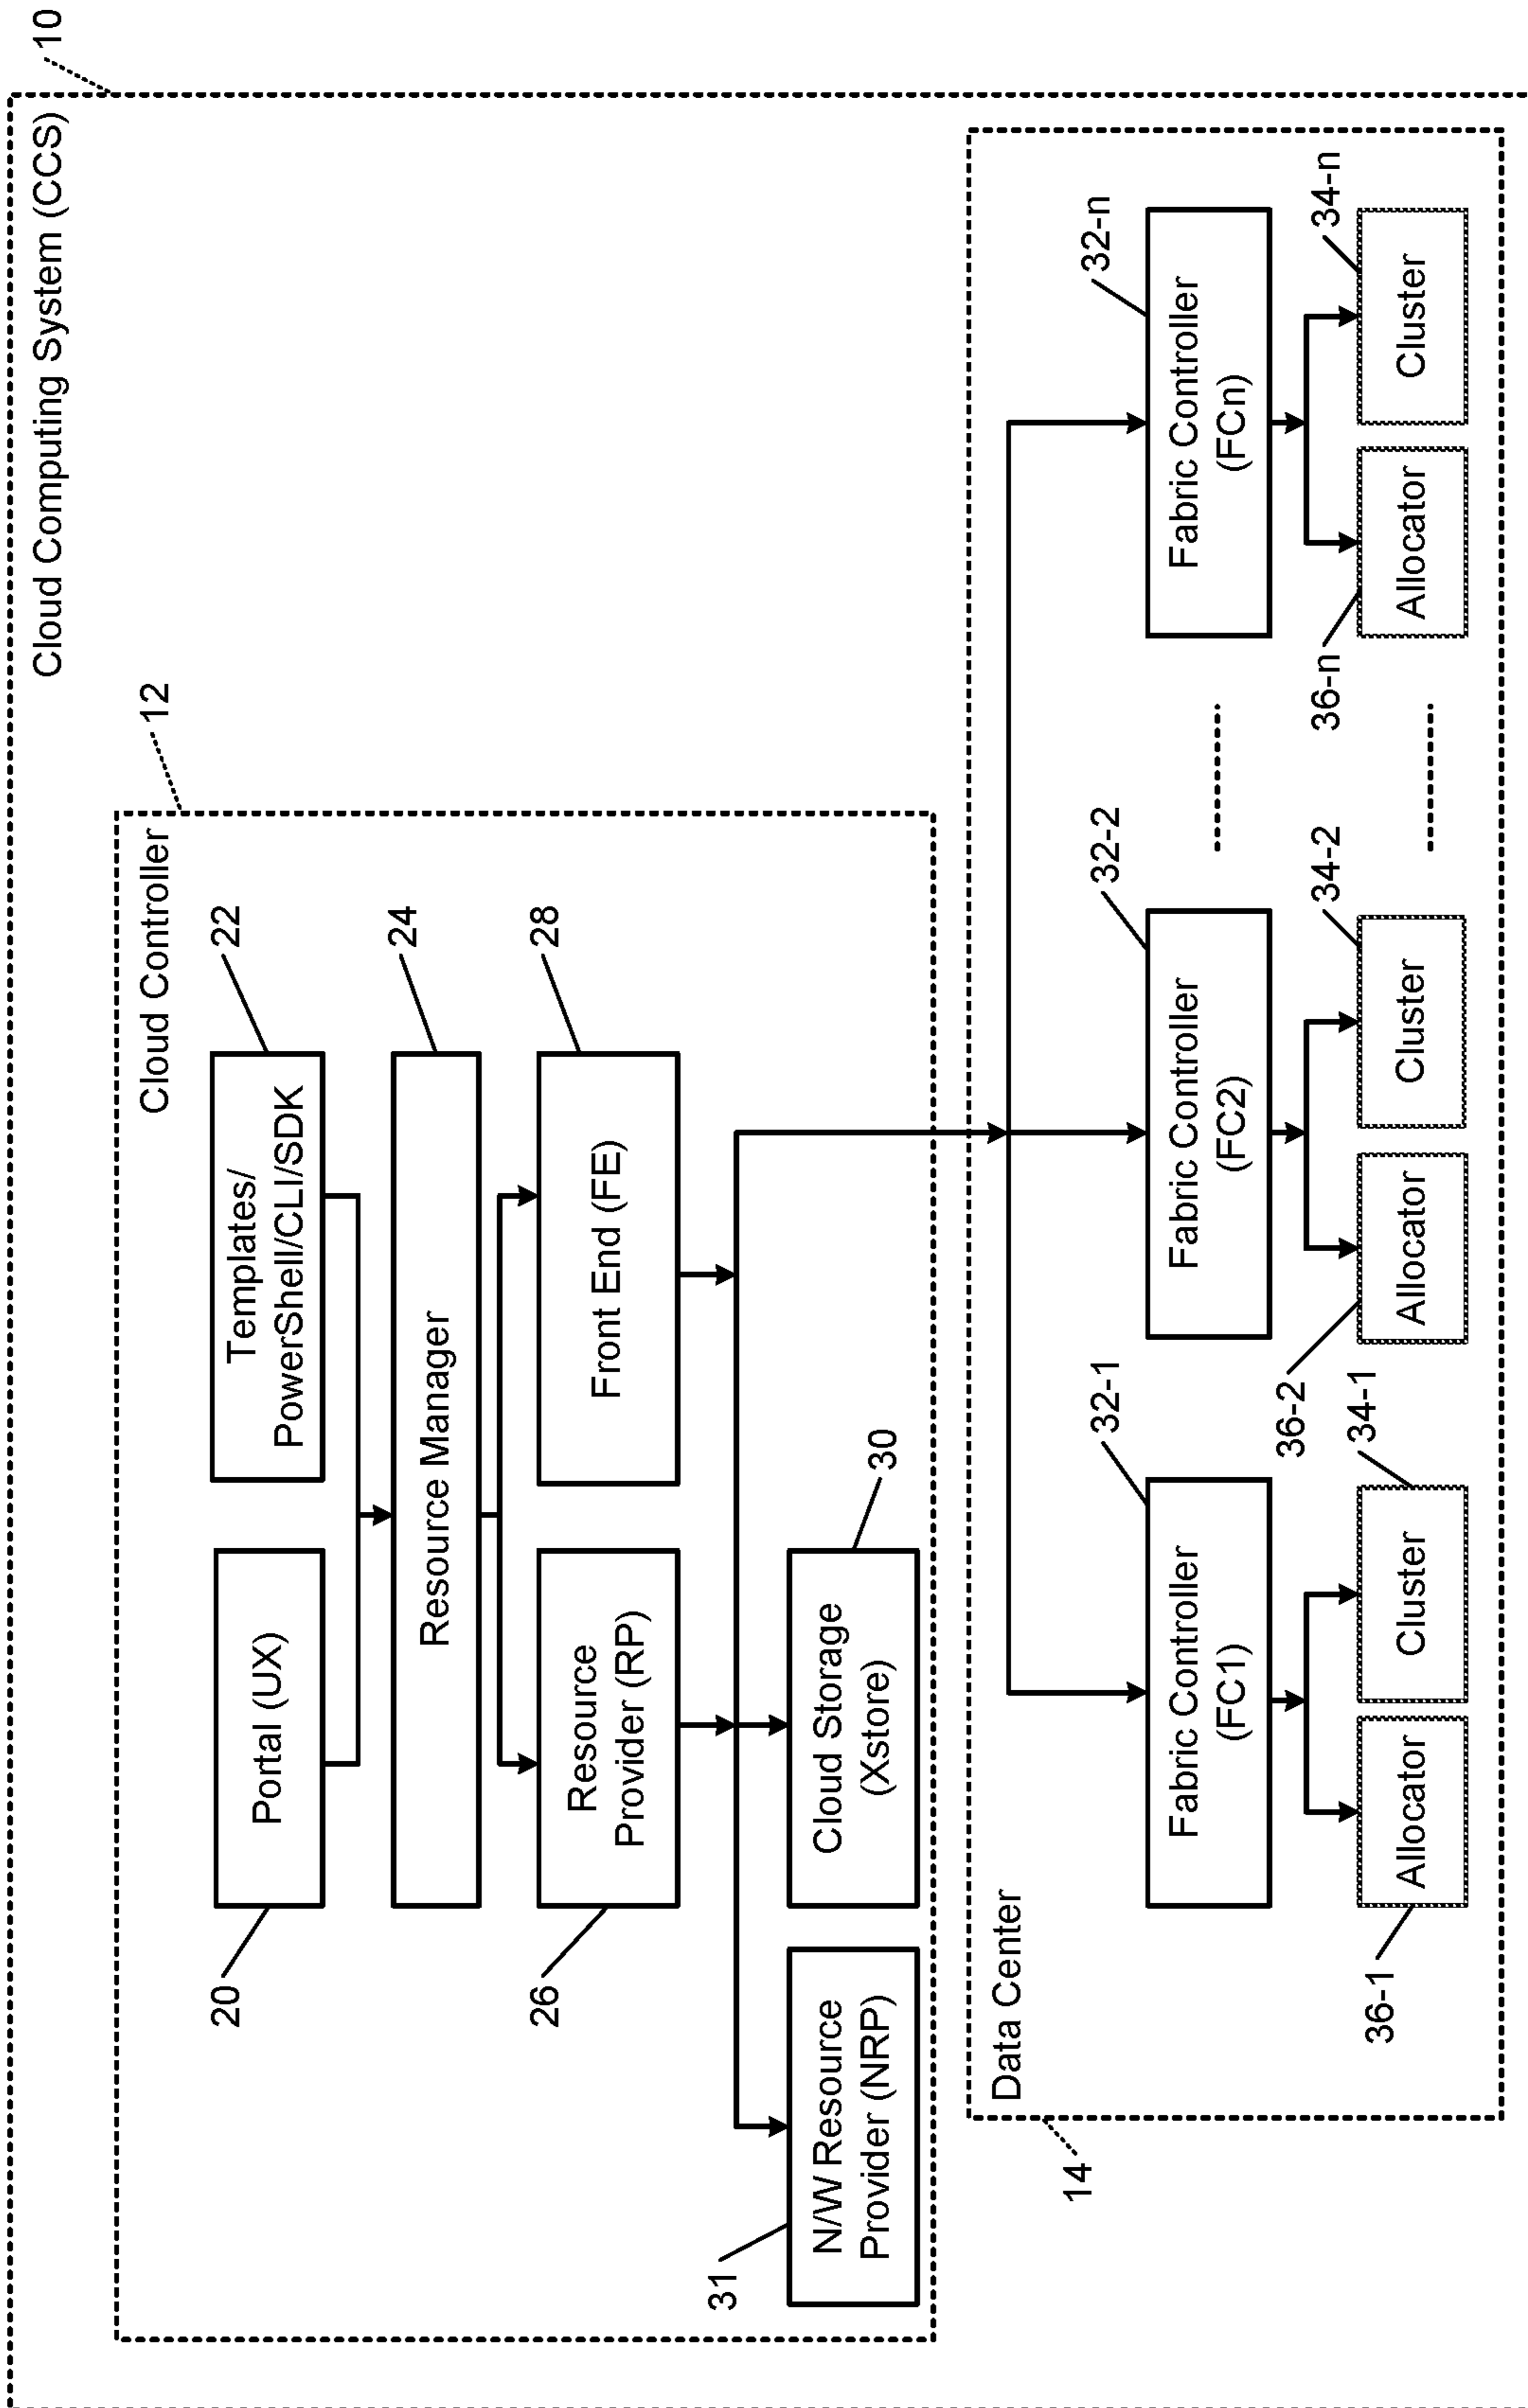 Cloud Computing System (CCS)
10
Cloud Controller
12
Portal (UX)
20
Templates/
PowerShell/CLI/SDK
22
Resource Manager
24
Resource
Provider (RP)
26
Front End (FE)
28
N/W Resource
Provider (NRP)
31
Cloud Storage
(Xstore)
30
Data Center
14
Fabric Controller
(FC1)
32-1
Fabric Controller
(FC2)
32-2
Fabric Controller
(FCn)
32-n
Allocator
36-1
Cluster
34-1
Allocator
36-2
Cluster
34-2
Allocator
36-n
Cluster
34-n